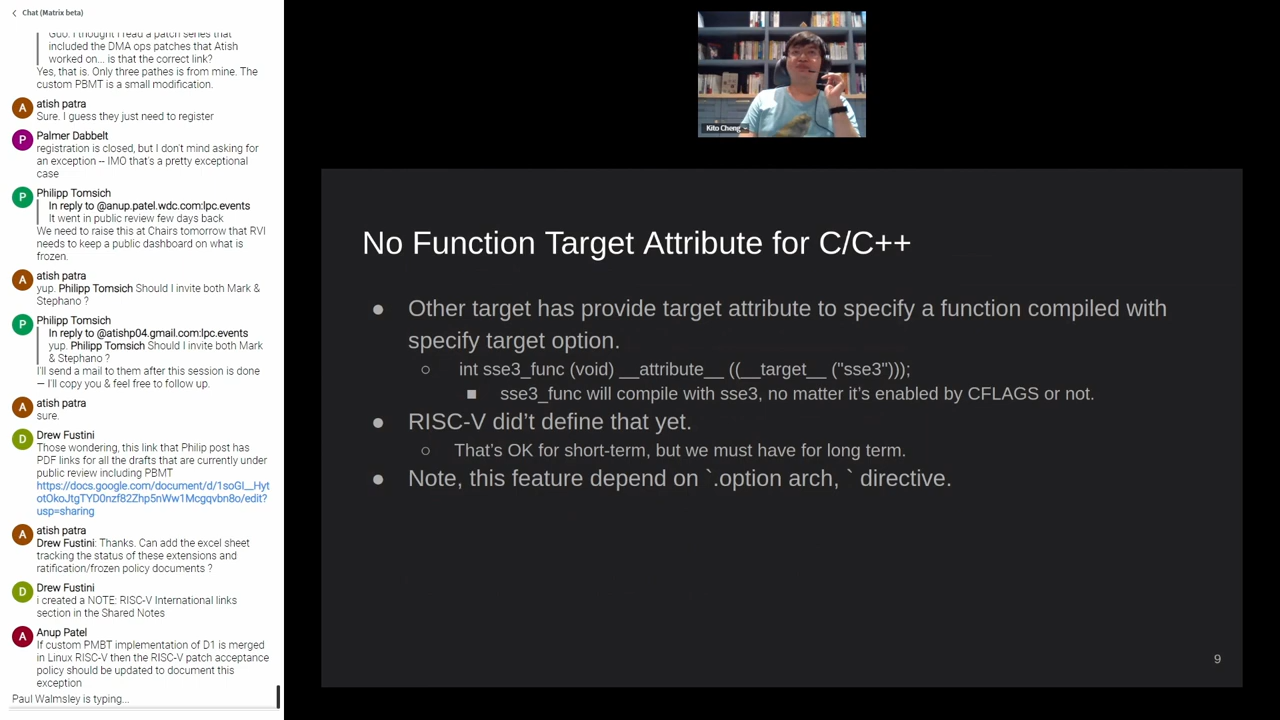 Chat (Matrix beta)
Guo. I thought I read a patch series that
included the DMA ops patches that Atish
worked on... is that the correct link?
Yes, that is. Only three pathes is from mine. The
custom PBMT is a small modification.
A
atish patra
Sure. I guess they just need to register
P
Palmer Dabbelt
registration is closed, but I don't mind asking for
an exception -- IMO that's a pretty exceptional
case
P
Philipp Tomsich
In reply to @anup.patel.wdc.com:lpc.events
It went in public review few days back
We need to raise this at Chairs tomorrow that RVI
needs to keep a public dashboard on what is
frozen.
A
atish patra
yup. Philipp Tomsich Should I invite both Mark &
Stephano ?
P
Philipp Tomsich
In reply to @atishp04.gmail.com:lpc.events
yup. Philipp Tomsich Should I invite both Mark
& Stephano ?
I'll send a mail to them after this session is done
— I'll copy you & feel free to follow up.
A
atish patra
sure.
D
Drew Fustini
Those wondering, this link that Philip post has
PDF links for all the drafts that are currently under
public review including PBMT
https://docs.google.com/document/d/1soGI__Hyt
otOkoJtgTYD0nzf82Zhp5nWw1Mcgqvbn8o/edit?
usp=sharing
A
atish patra
Drew Fustini: Thanks. Can add the excel sheet
tracking the status of these extensions and
ratification/frozen policy documents ?
D
Drew Fustini
i created a NOTE: RISC-V International links
section in the Shared Notes
A
Anup Patel
If custom PMBT implementation of D1 is merged
in Linux RISC-V then the RISC-V patch acceptance
policy should be updated to document this
exception
Paul Walmsley is typing...
Kito Cheng
No Function Target Attribute for C/C++
● Other target has provide target attribute to specify a function compiled with
specify target option.
○ int sse3_func (void) __attribute__ ((__target__ ("sse3")));
■ sse3_func will compile with sse3, no matter it’s enabled by CFLAGS or not.
● RISC-V did’t define that yet.
○ That’s OK for short-term, but we must have for long term.
● Note, this feature depend on `.option arch, ` directive.
9